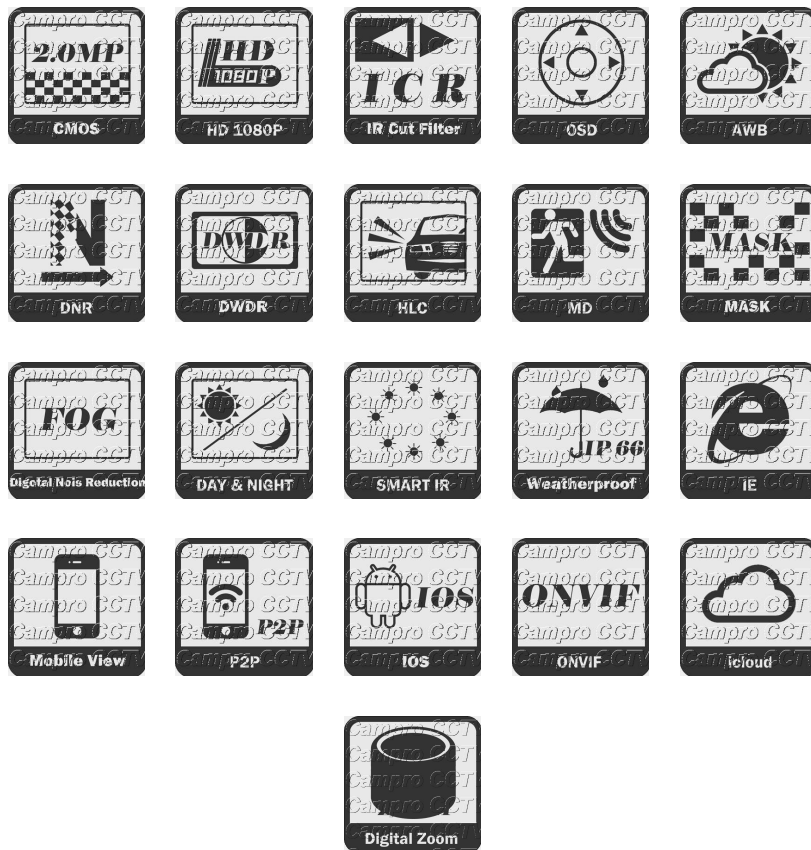 2.0MP
CMOS
HD
1080P
HD 1080P
ICR
IR Cut Filter
OSD
AWB
N
DNR
DWDR
DWDR
HLC
MD
MASK
MASK
FOG
Digotal Nois Reduction
DAY & NIGHT
SMART IR
IP 66
Weatherproof
e
IE
Mobile View
P2P
P2P
IOS
IOS
ONVIF
ONVIF
icloud
Digital Zoom
Campro CCTV